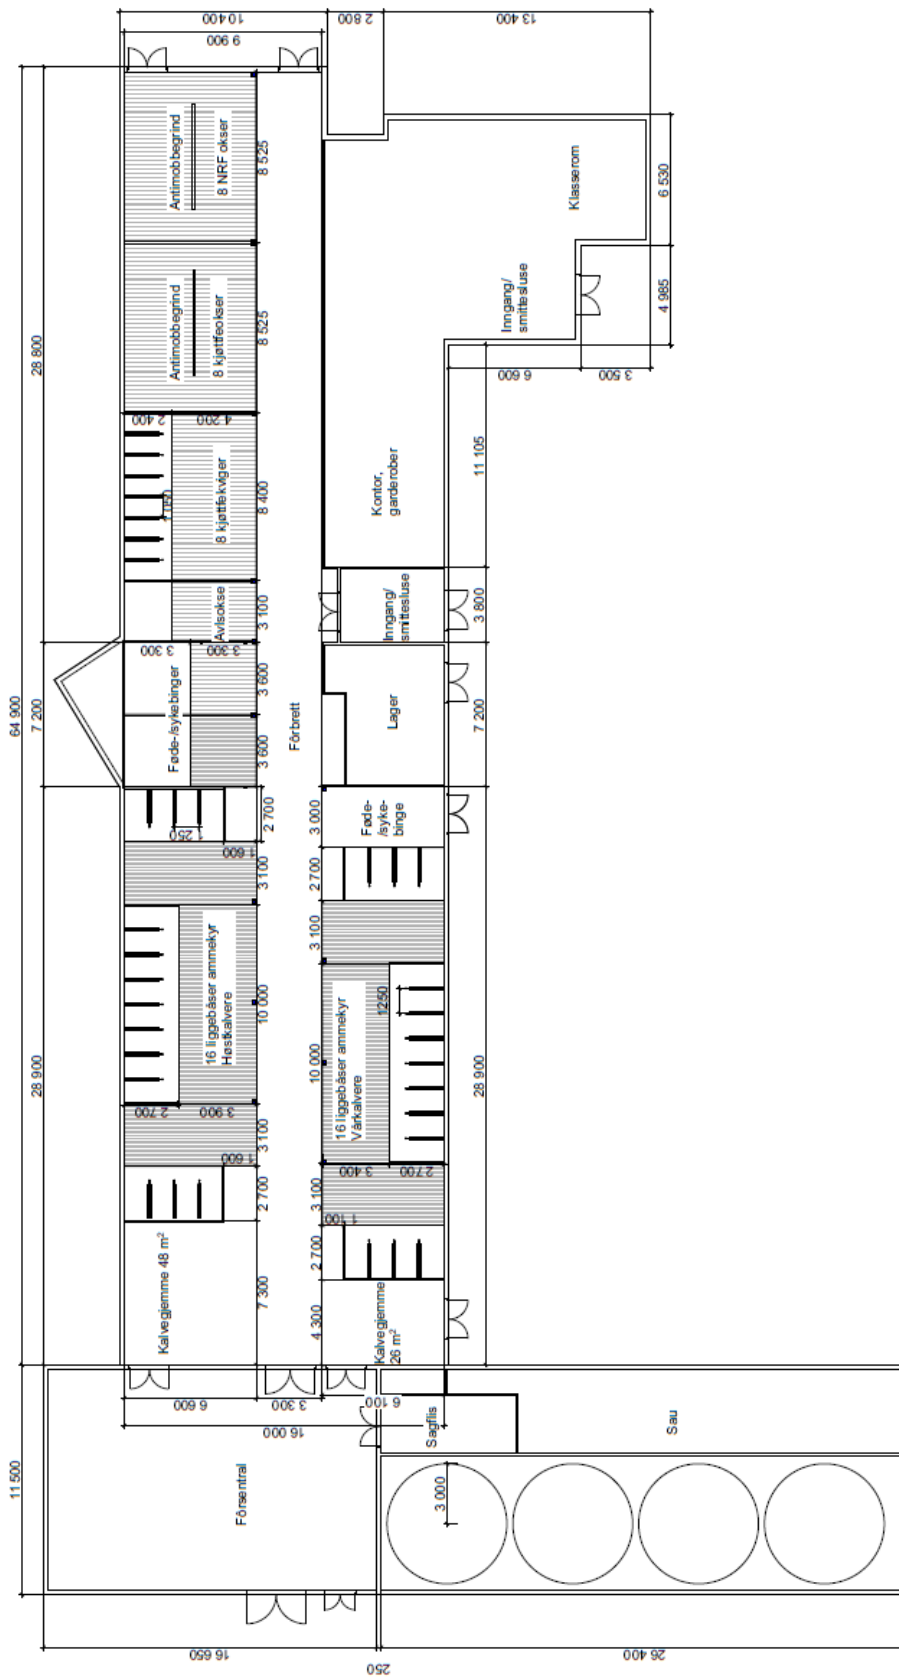 10 400
9 900
2 800
13 400
64 900
28 800
7 200
28 900
11 500
Antimobbegrind
8 NRF okser
8 525
Antimobbegrind
8 kjøttfeokser
8 525
2 400
4 200
1 050
8 kjøttfekviger
8 400
Avlsokse
3 100
3 300
3 300
Føde-/sykebinger
3 600
3 600
Fôrbrett
1 250
1 600
2 700
3 100
16 liggebåser ammekyr
Høstkalvere
10 000
2 700
3 900
3 100
1 600
2 700
Kalvegjemme 48 m²
7 300
Klasserom
6 530
Inngang/
smittesluse
4 985
6 600
3 500
Kontor,
garderober
11 105
Inngang/
smittesluse
3 800
Lager
7 200
3 000
Føde-
/syke-
binge
2 700
3 100
16 liggebåser ammekyr
Vårkalvere
10 000
1250
3 400
2 700
3 100
1 100
2 700
4 300
Kalvegjemme
26 m²
28 900
6 600
3 300
6 100
16 000
Fôrsentral
Sagflis
Sau
3 000
16 650
250
26 400